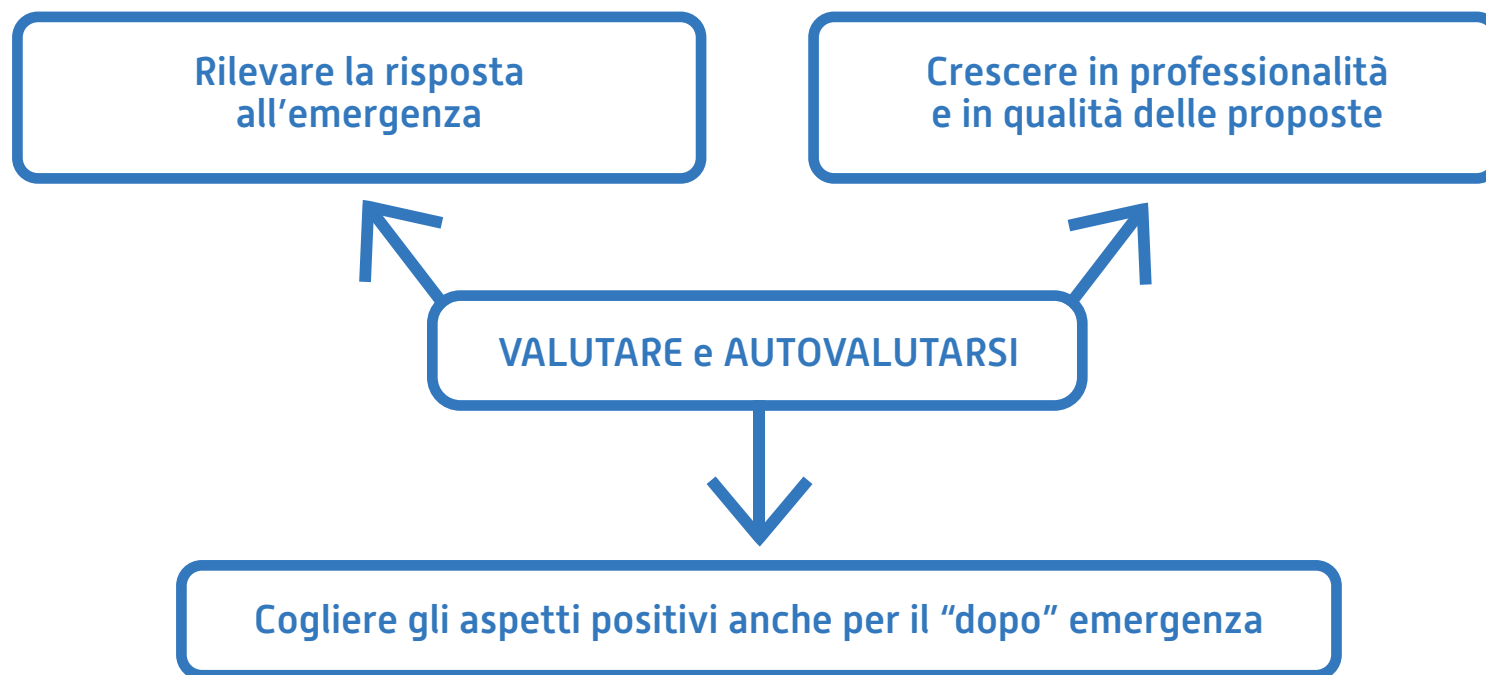 Rilevare la risposta
all’emergenza
Crescere in professionalità
e in qualità delle proposte
VALUTARE e AUTOVALUTARSI
Cogliere gli aspetti positivi anche per il “dopo” emergenza